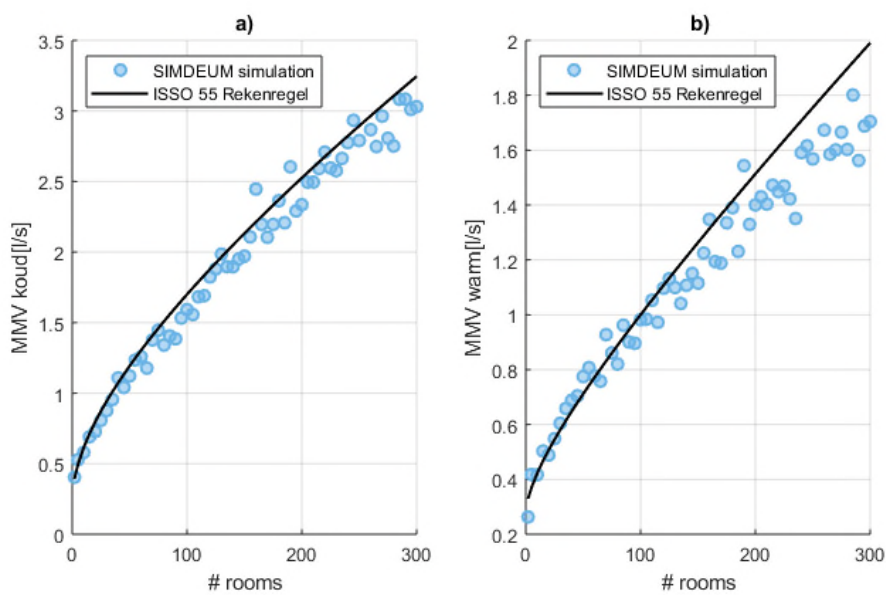 a)
3.5
3
2.5
2
1.5
1
0.5
0
MMV koud[l/s]
SIMDEUM simulation
ISSO 55 Rekenregel
0
100
200
300
# rooms
b)
2
1.8
1.6
1.4
1.2
1
0.8
0.6
0.4
0.2
MMV warm[l/s]
SIMDEUM simulation
ISSO 55 Rekenregel
0
100
200
300
# rooms